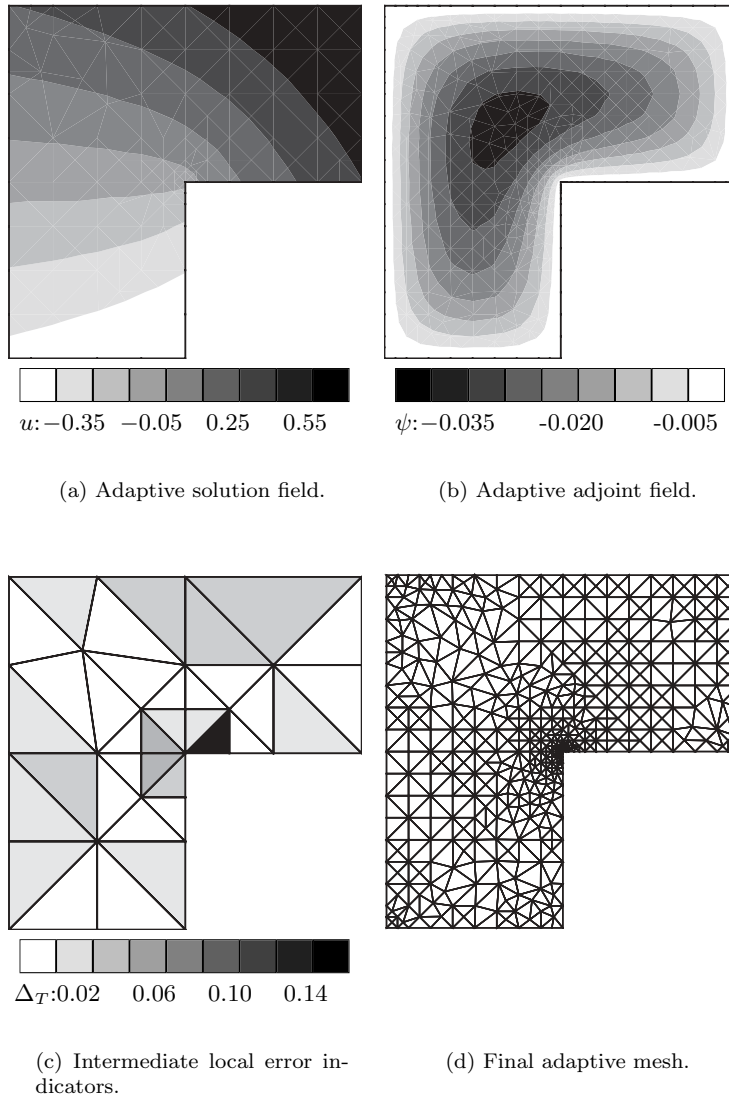 u:−0.35 −0.05 0.25 0.55
ψ:−0.035 -0.020 -0.005
(a) Adaptive solution field.
(b) Adaptive adjoint field.
Δ_T:0.02 0.06 0.10 0.14
(c) Intermediate local error in-
dicators.
(d) Final adaptive mesh.